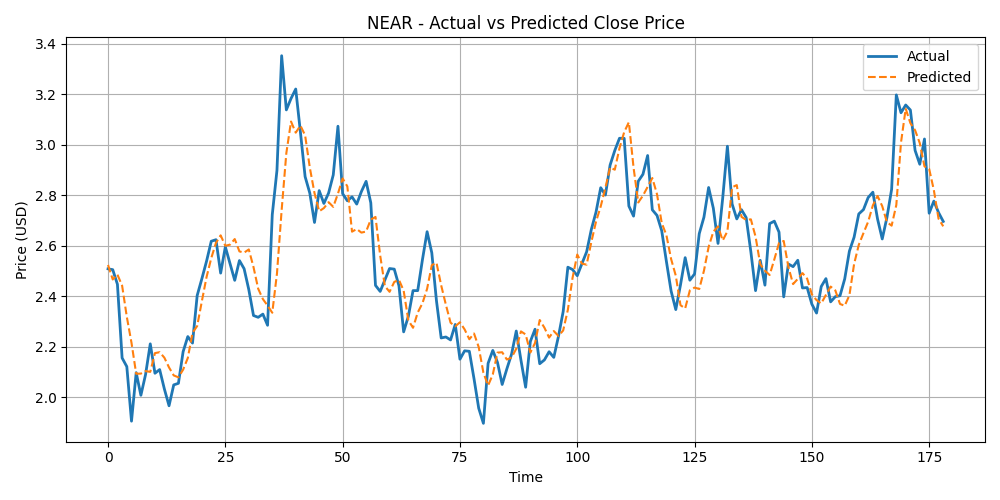 NEAR - Actual vs Predicted Close Price
Actual
Predicted
Price (USD)
3.4
3.2
3.0
2.8
2.6
2.4
2.2
2.0
0 25 50 75 100 125 150 175
Time